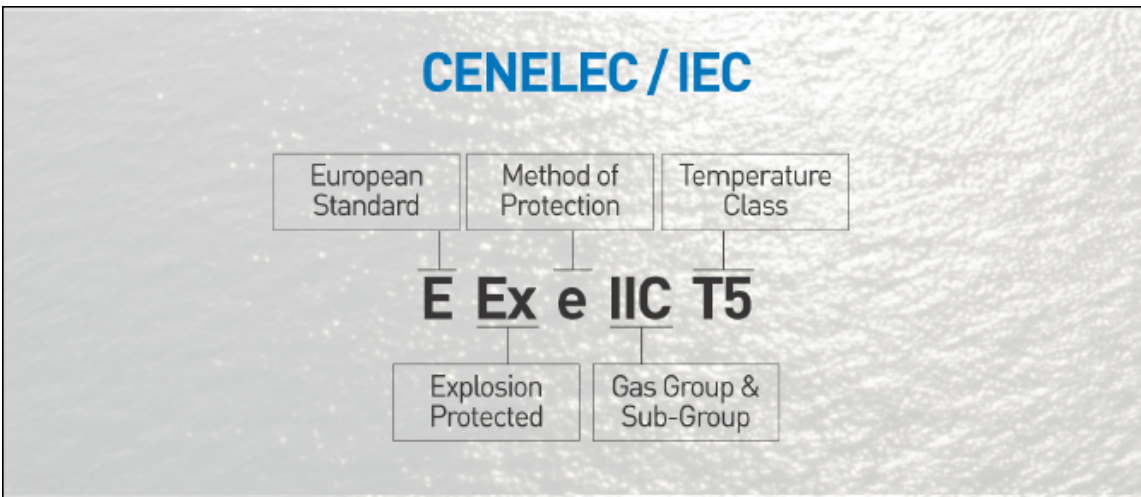 CENELEC / IEC
European
Standard
Method of
Protection
Temperature
Class
E Ex e IIC T5
Explosion
Protected
Gas Group &
Sub-Group